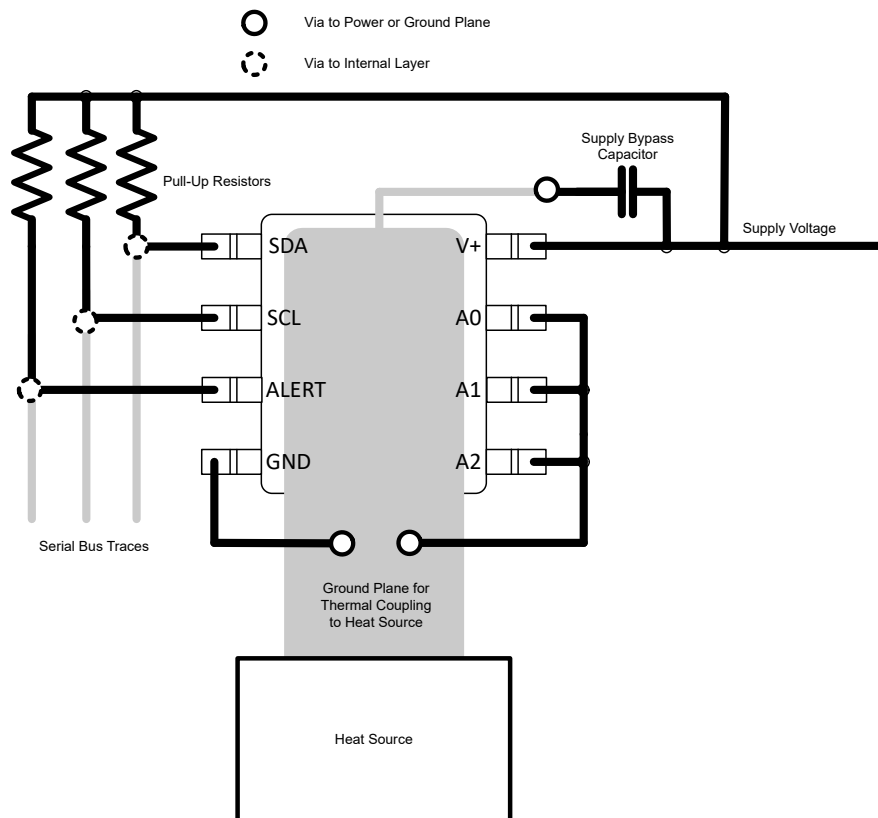 Via to Power or Ground Plane
Via to Internal Layer
Supply Bypass
Capacitor
Pull-Up Resistors
Supply Voltage
SDA
V+
SCL
A0
ALERT
A1
GND
A2
Serial Bus Traces
Ground Plane for
Thermal Coupling
to Heat Source
Heat Source